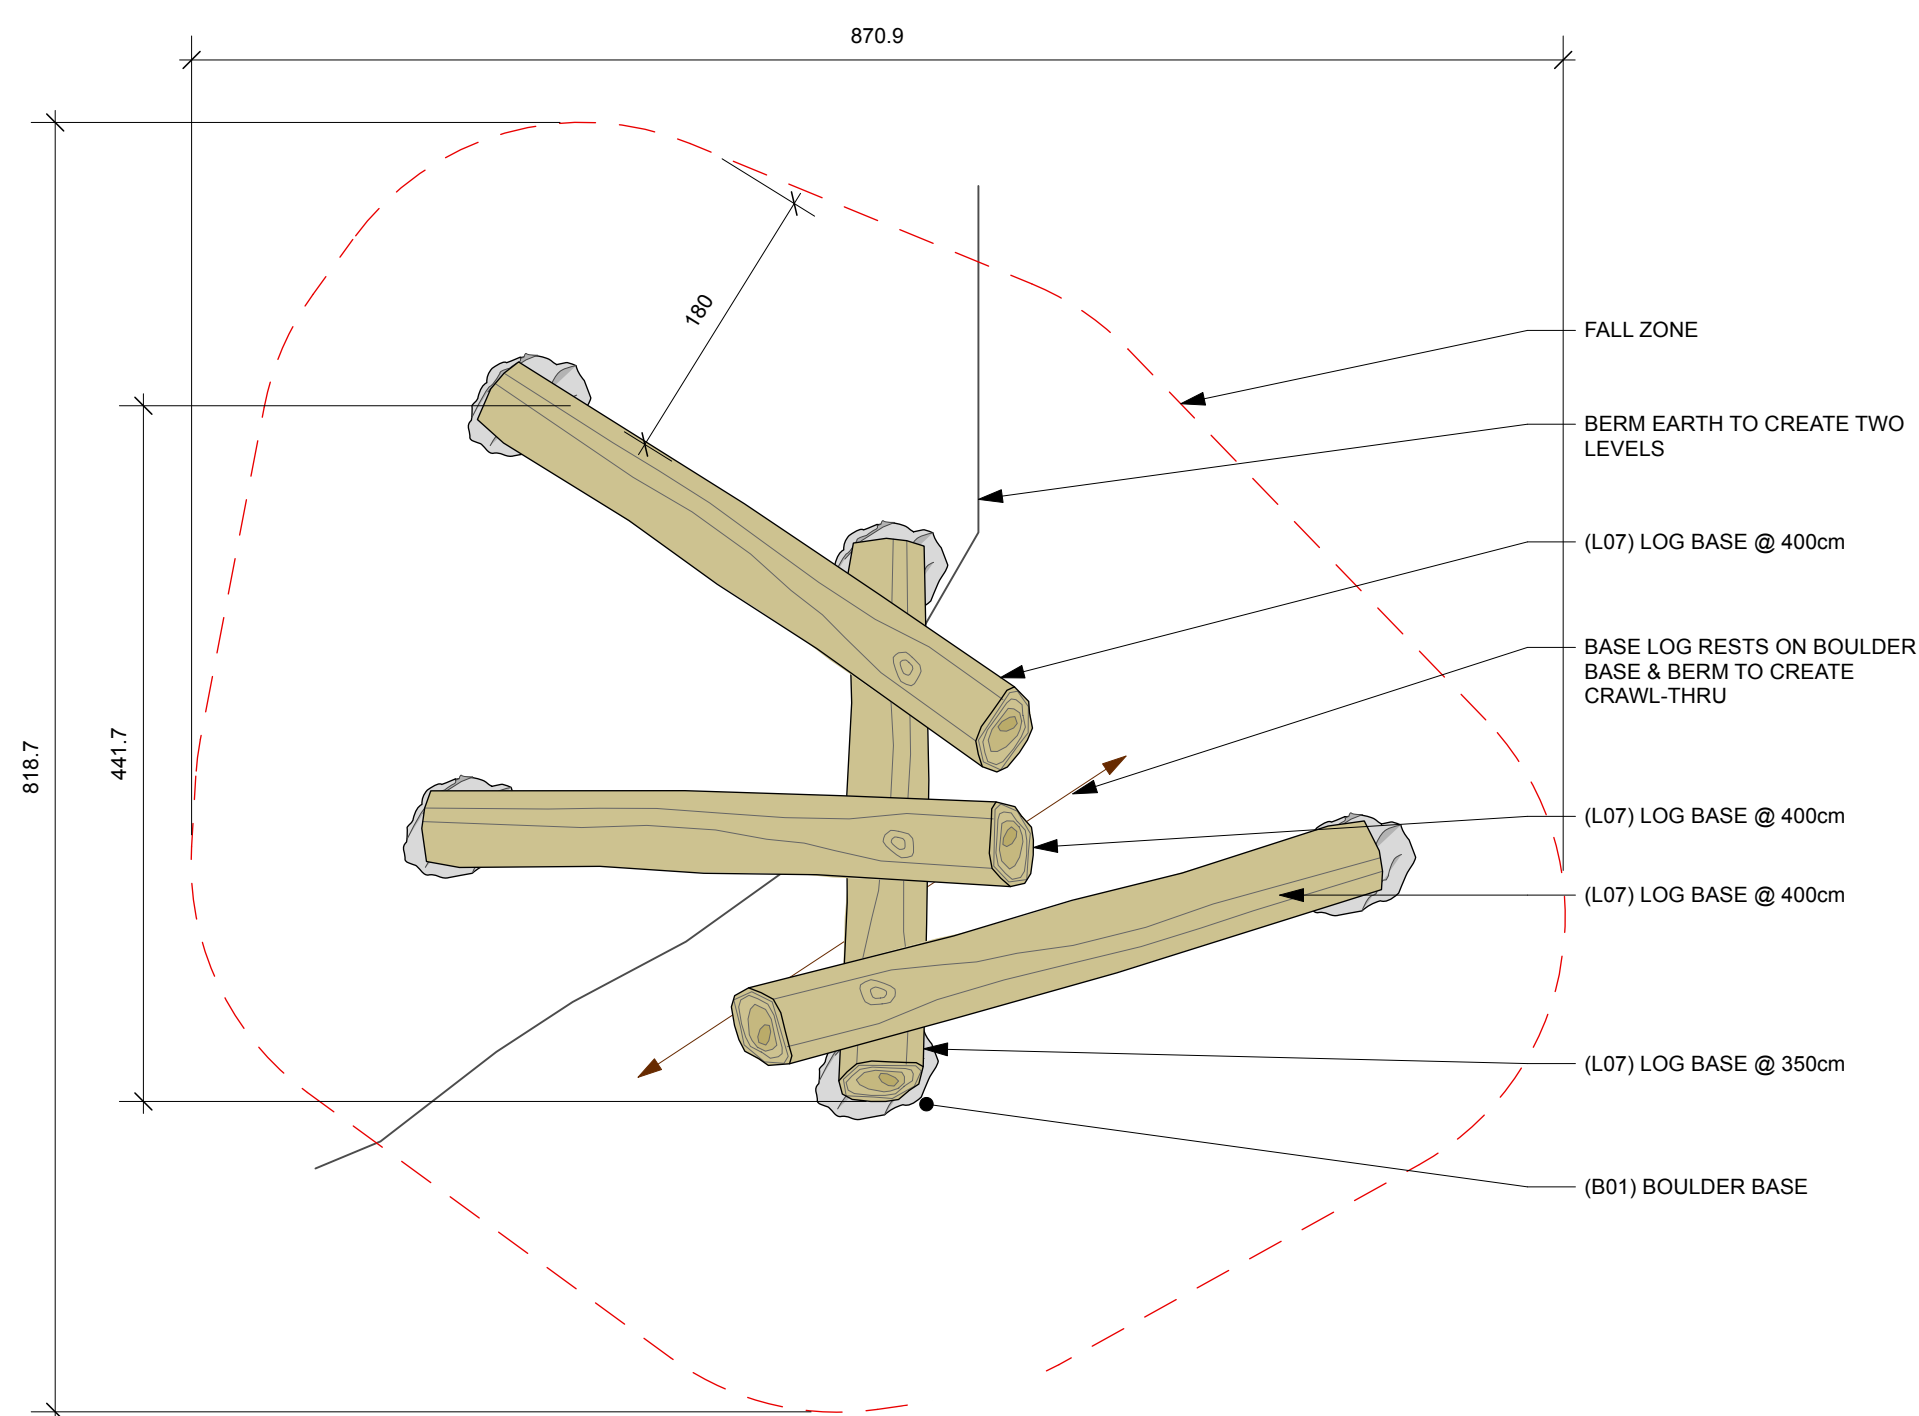 870.9
180
818.7
441.7
FALL ZONE
BERM EARTH TO CREATE TWO
LEVELS
(L07) LOG BASE @ 400cm
BASE LOG RESTS ON BOULDER
BASE & BERM TO CREATE
CRAWL-THRU
(L07) LOG BASE @ 400cm
(L07) LOG BASE @ 400cm
(L07) LOG BASE @ 350cm
(B01) BOULDER BASE